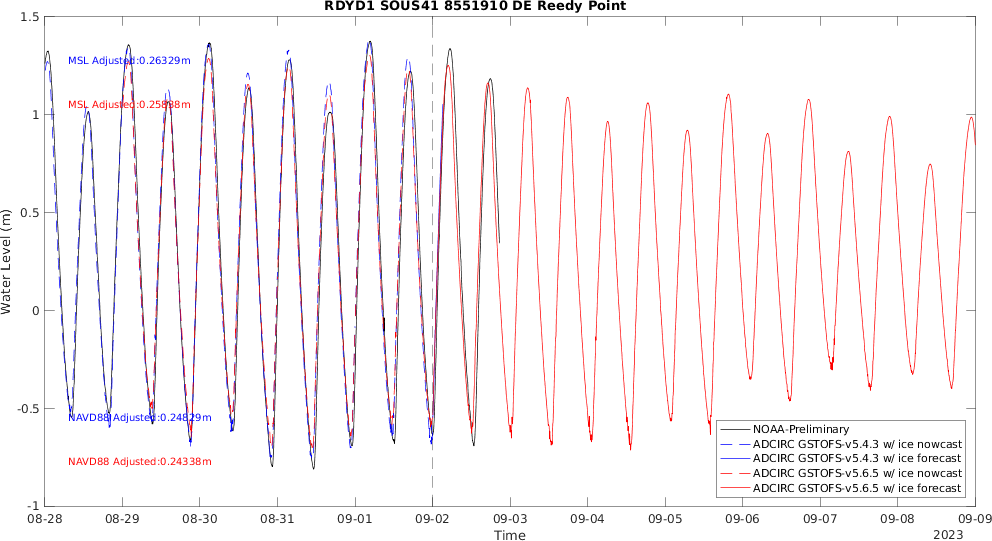 RDYD1 SOUS41 8551910 DE Reedy Point
Water Level (m)
1.5
1
0.5
0
-0.5
-1
MSL Adjusted:0.26329m
MSL Adjusted:0.25838m
NAVD88 Adjusted:0.24829m
NAVD88 Adjusted:0.24338m
NOAA-Preliminary
ADCIRC GSTOFS-v5.4.3 w/ ice nowcast
ADCIRC GSTOFS-v5.4.3 w/ ice forecast
ADCIRC GSTOFS-v5.6.5 w/ ice nowcast
ADCIRC GSTOFS-v5.6.5 w/ ice forecast
08-28 08-29 08-30 08-31 09-01 09-02 09-03 09-04 09-05 09-06 09-07 09-08 09-09
Time
2023